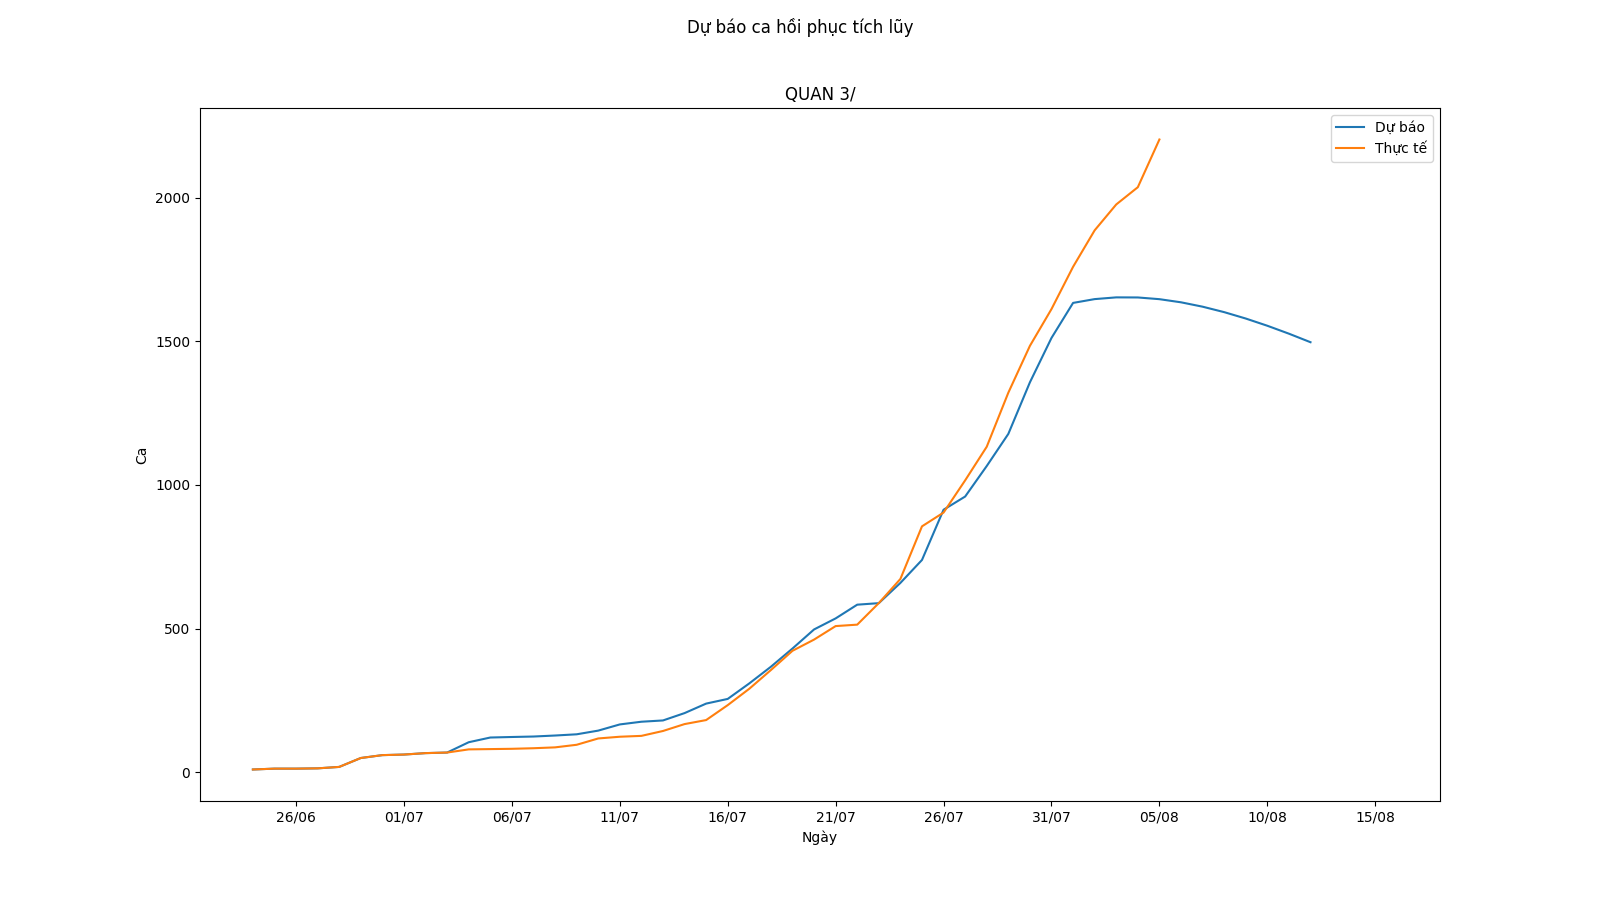 Dự báo ca hồi phục tích lũy
QUAN 3/
Dự báo
Thực tế
2000
1500
1000
500
0
Ca
26/06 01/07 06/07 11/07 16/07 21/07 26/07 31/07 05/08 10/08 15/08
Ngày